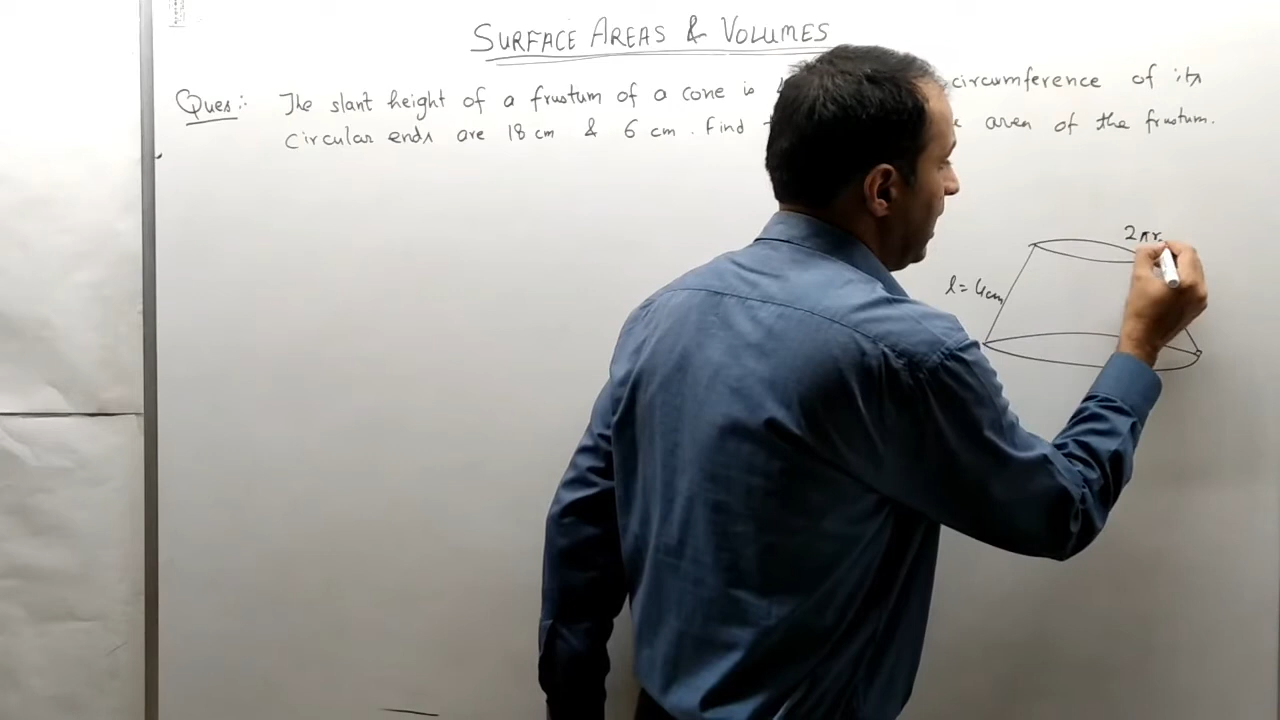 SURFACE AREAS & VOLUMES
Ques:- The slant height of a frustum of a cone is circumference of its
circular ends are 18 cm & 6 cm. Find area of the frustum.
2πr
l = 4cm